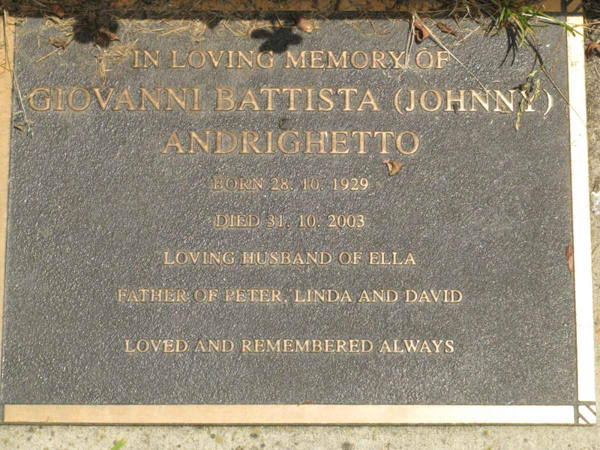 IN LOVING MEMORY OF
GIOVANNI BATTISTA (JOHNNY)
ANDRIGHETTO
BORN 28. 10. 1929
DIED 31. 10. 2003
LOVING HUSBAND OF ELLA
FATHER OF PETER, LINDA AND DAVID
LOVED AND REMEMBERED ALWAYS